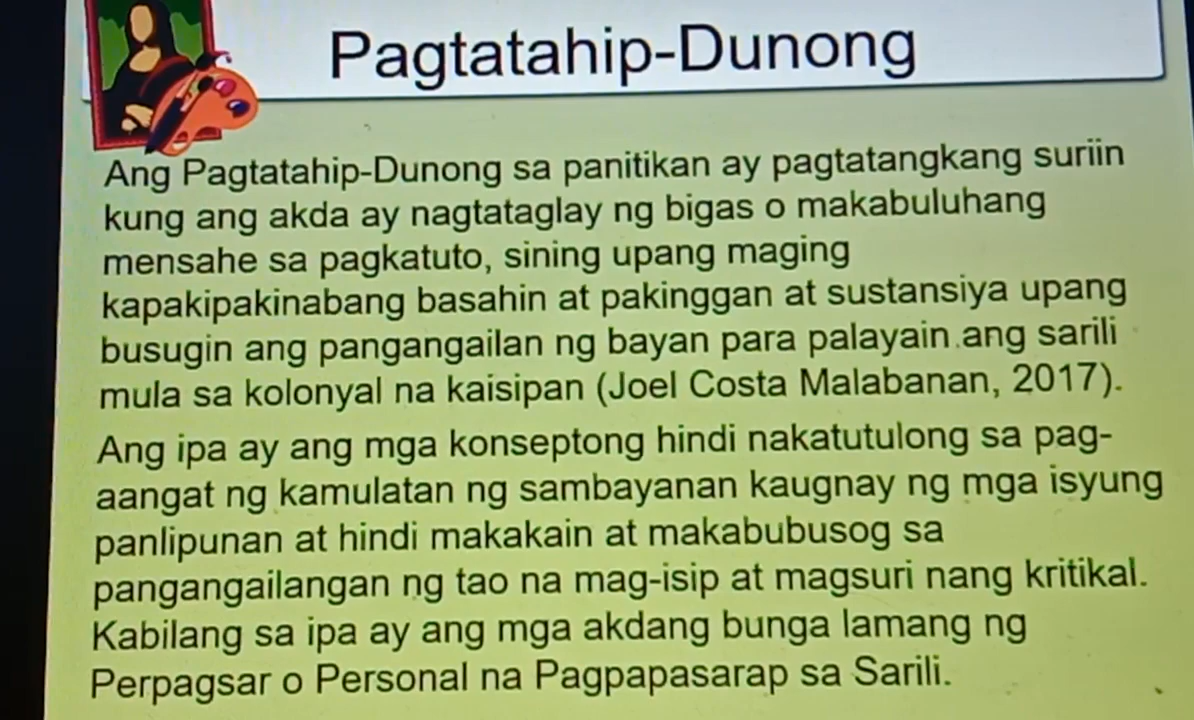 Pagtatahip-Dunong
Ang Pagtatahip-Dunong sa panitikan ay pagtatangkang suriin
kung ang akda ay nagtataglay ng bigas o makabuluhang
mensahe sa pagkatuto, sining upang maging
kapakipakinabang basahin at pakinggan at sustansiya upang
busugin ang pangangailan ng bayan para palayain ang sarili
mula sa kolonyal na kaisipan (Joel Costa Malabanan, 2017).
Ang ipa ay ang mga konseptong hindi nakatutulong sa pag-
aangat ng kamulatan ng sambayanan kaugnay ng mga isyung
panlipunan at hindi makakain at makabubusog sa
pangangailangan ng tao na mag-isip at magsuri nang kritikal.
Kabilang sa ipa ay ang mga akdang bunga lamang ng
Perpagsar o Personal na Pagpapasarap sa Sarili.